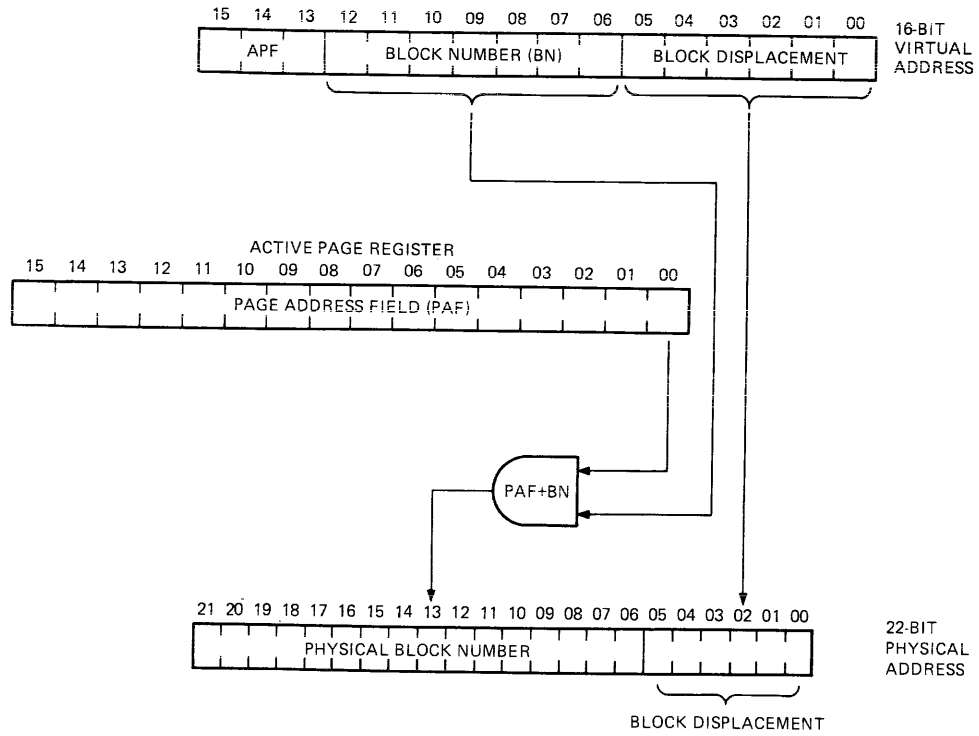 15 14 13 12 11 10 09 08 07 06 05 04 03 02 01 00
APF BLOCK NUMBER (BN) BLOCK DISPLACEMENT
16-BIT
VIRTUAL
ADDRESS
ACTIVE PAGE REGISTER
15 14 13 12 11 10 09 08 07 06 05 04 03 02 01 00
PAGE ADDRESS FIELD (PAF)
PAF+BN
21 20 19 18 17 16 15 14 13 12 11 10 09 08 07 06 05 04 03 02 01 00
PHYSICAL BLOCK NUMBER
22-BIT
PHYSICAL
ADDRESS
BLOCK DISPLACEMENT